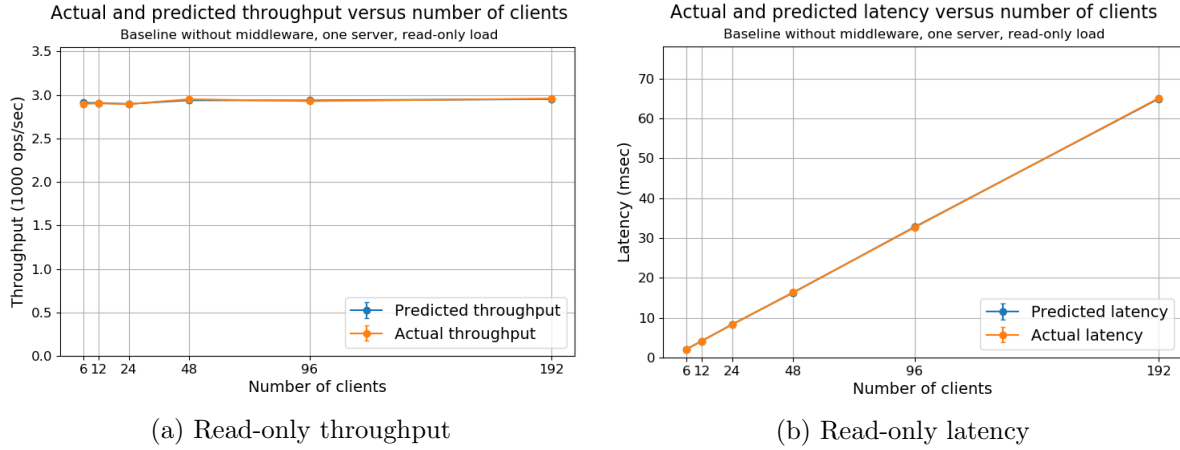 Actual and predicted throughput versus number of clients
Baseline without middleware, one server, read-only load
Throughput (1000 ops/sec)
3.5
3.0
2.5
2.0
1.5
1.0
0.5
0.0
Predicted throughput
Actual throughput
6 12 24 48 96 192
Number of clients
(a) Read-only throughput
Actual and predicted latency versus number of clients
Baseline without middleware, one server, read-only load
Latency (msec)
70
60
50
40
30
20
10
0
Predicted latency
Actual latency
6 12 24 48 96 192
Number of clients
(b) Read-only latency